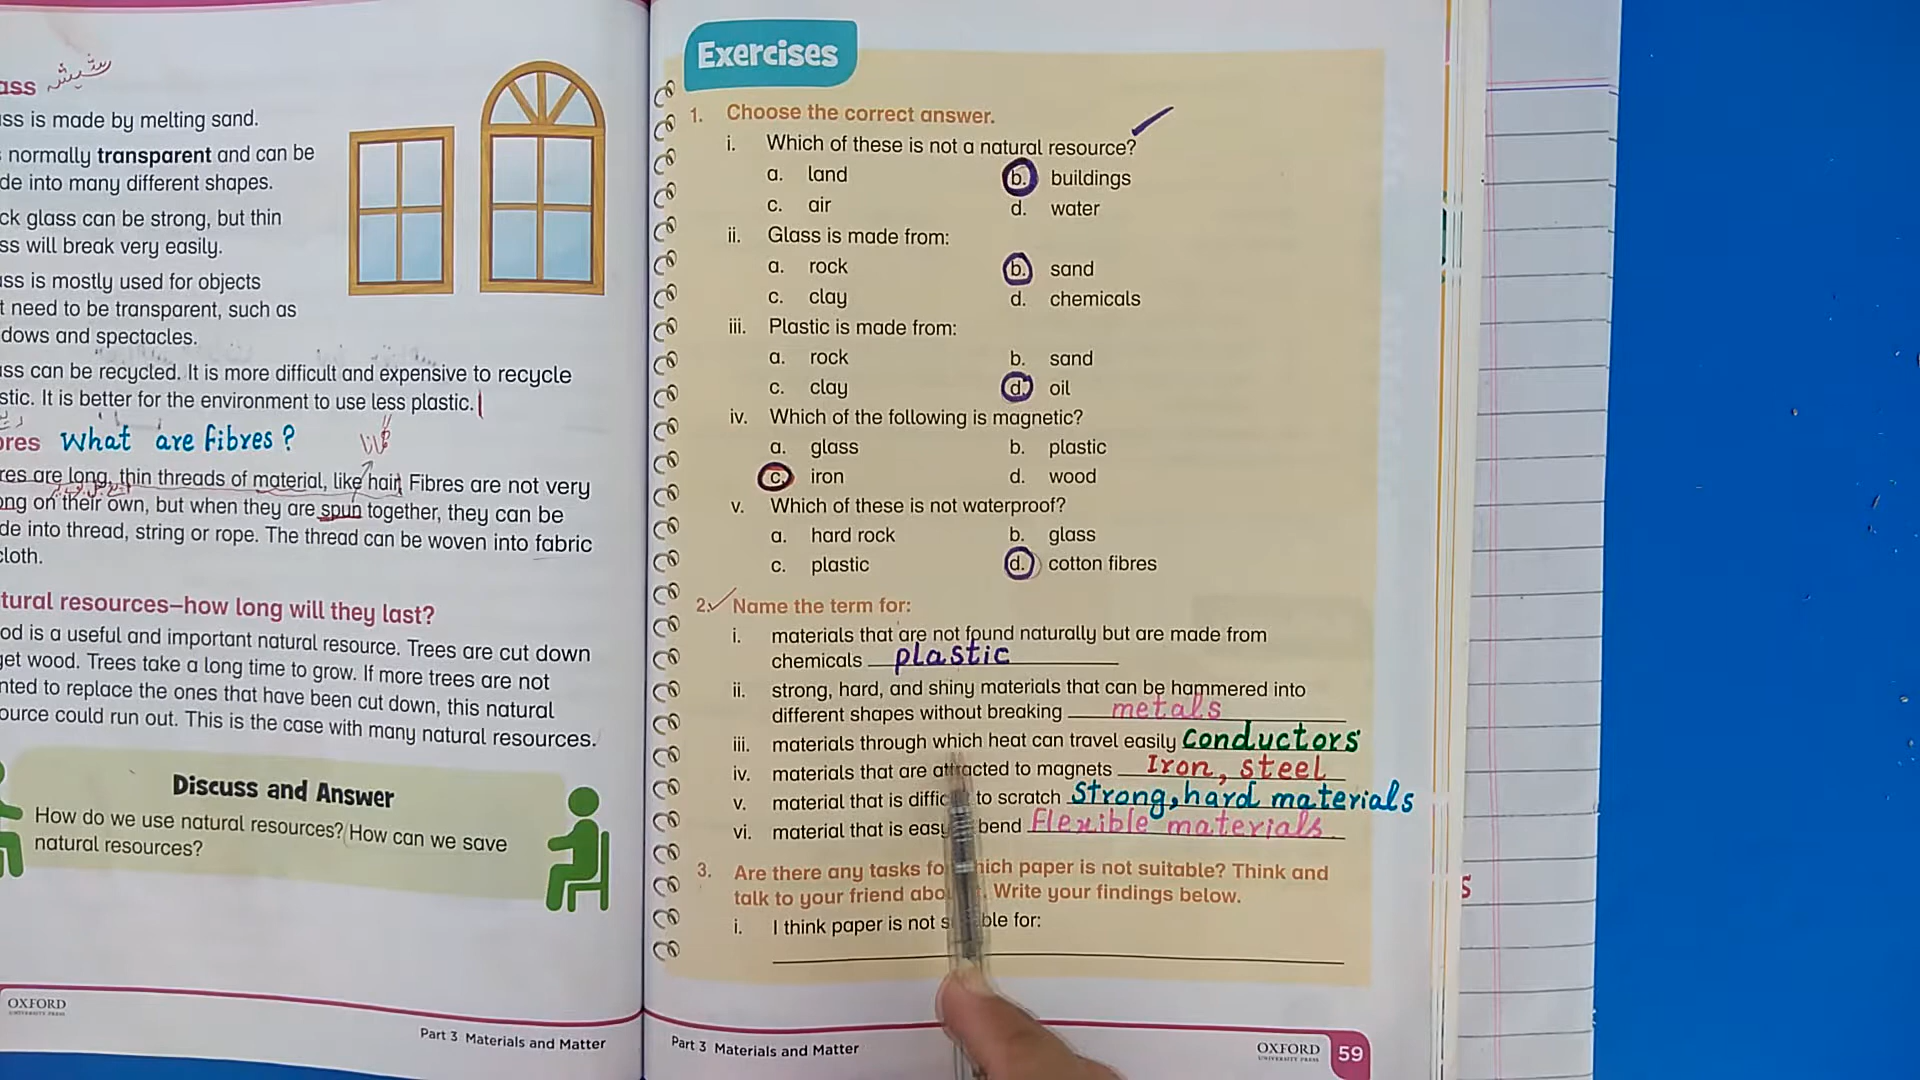 شیشہ
ass
ass is made by melting sand.
normally transparent and can be
de into many different shapes.
ck glass can be strong, but thin
ss will break very easily.
ass is mostly used for objects
t need to be transparent, such as
dows and spectacles.
ass can be recycled. It is more difficult and expensive to recycle
stic. It is better for the environment to use less plastic.
bres What are fibres?
res are long, thin threads of material, like hair. Fibres are not very
ong on their own, but when they are spun together, they can be
de into thread, string or rope. The thread can be woven into fabric
cloth.
tural resources–how long will they last?
od is a useful and important natural resource. Trees are cut down
get wood. Trees take a long time to grow. If more trees are not
nted to replace the ones that have been cut down, this natural
ource could run out. This is the case with many natural resources.
Discuss and Answer
How do we use natural resources? How can we save
natural resources?
OXFORD
UNIVERSITY PRESS
Part 3 Materials and Matter
Exercises
1. Choose the correct answer.
i. Which of these is not a natural resource?
a. land b. buildings
c. air d. water
ii. Glass is made from:
a. rock b. sand
c. clay d. chemicals
iii. Plastic is made from:
a. rock b. sand
c. clay d. oil
iv. Which of the following is magnetic?
a. glass b. plastic
c. iron d. wood
v. Which of these is not waterproof?
a. hard rock b. glass
c. plastic d. cotton fibres
2. Name the term for:
i. materials that are not found naturally but are made from
chemicals plastic
ii. strong, hard, and shiny materials that can be hammered into
different shapes without breaking metals
iii. materials through which heat can travel easily conductors
iv. materials that are attracted to magnets Iron, steel
v. material that is diffic to scratch Strong, hard materials
vi. material that is easy bend Flexible materials
3. Are there any tasks fo hich paper is not suitable? Think and
talk to your friend abo . Write your findings below.
i. I think paper is not s ble for:
Part 3 Materials and Matter
OXFORD
UNIVERSITY PRESS
59